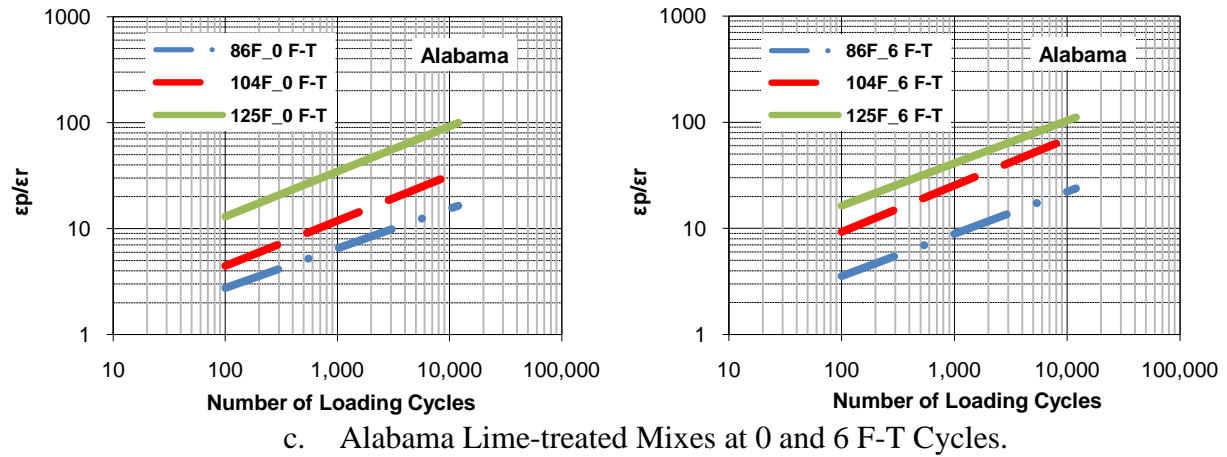 1000
100
10
1
εp/εr
86F_0 F-T
104F_0 F-T
125F_0 F-T
Alabama
10 100 1,000 10,000 100,000
Number of Loading Cycles
1000
100
10
1
εp/εr
86F_6 F-T
104F_6 F-T
125F_6 F-T
Alabama
10 100 1,000 10,000 100,000
Number of Loading Cycles
c. Alabama Lime-treated Mixes at 0 and 6 F-T Cycles.